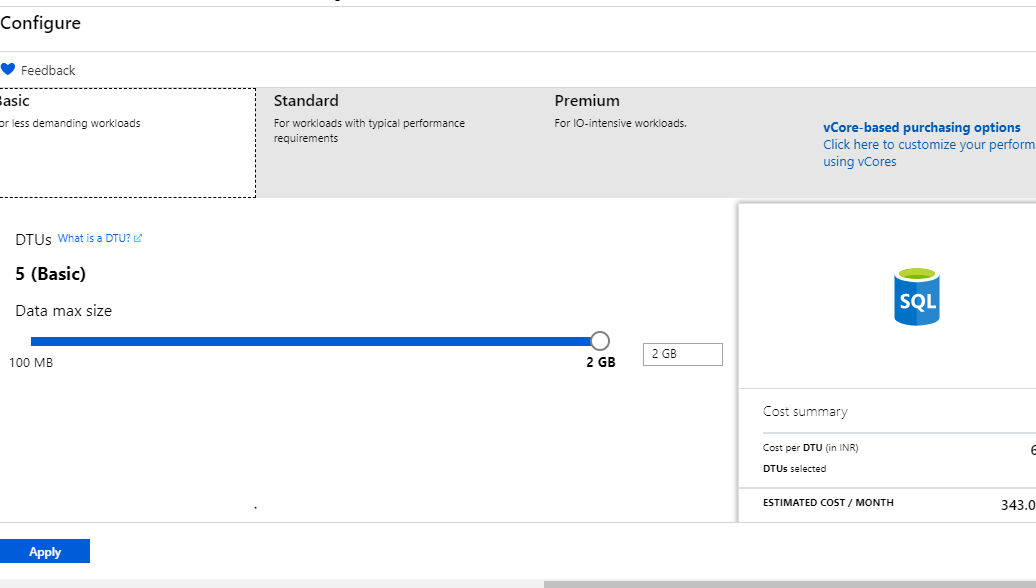 Configure
Feedback
Basic
or less demanding workloads
Standard
For workloads with typical performance
requirements
Premium
For IO-intensive workloads.
vCore-based purchasing options
Click here to customize your perform
using vCores
DTUs What is a DTU?
5 (Basic)
Data max size
100 MB
2 GB
2 GB
SQL
Cost summary
Cost per DTU (in INR)
6
DTUs selected
ESTIMATED COST / MONTH
343.0
Apply